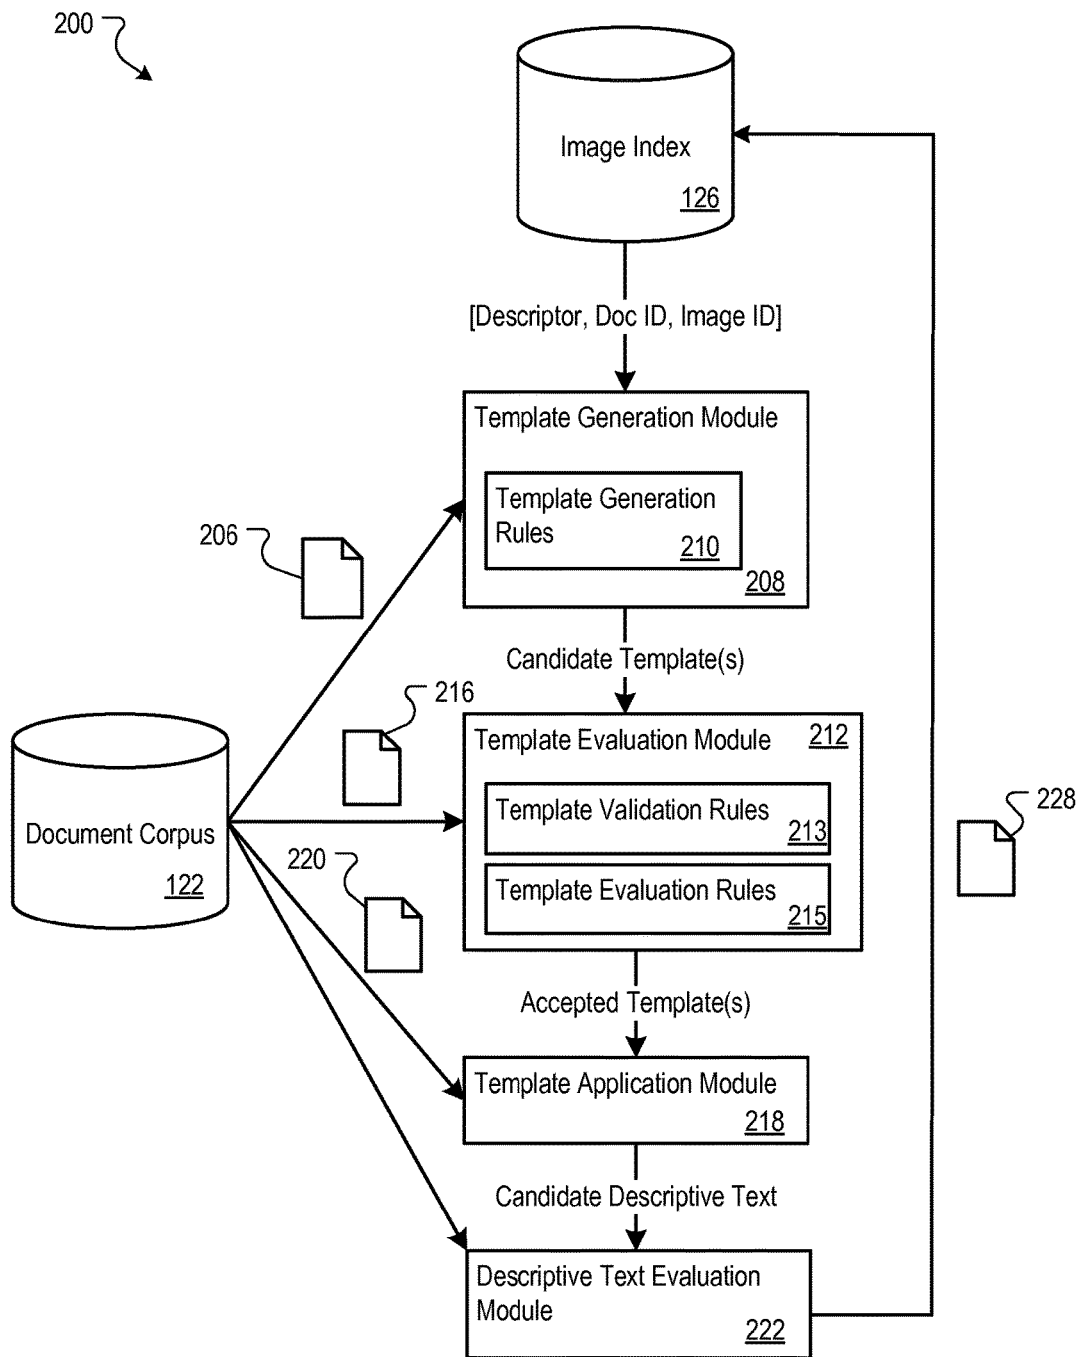 200
Image Index
126
[Descriptor, Doc ID, Image ID]
Template Generation Module
Template Generation
Rules
210
208
206
Candidate Template(s)
216
Template Evaluation Module
212
Template Validation Rules
213
Document Corpus
122
228
220
Template Evaluation Rules
215
Accepted Template(s)
Template Application Module
218
Candidate Descriptive Text
Descriptive Text Evaluation
Module
222